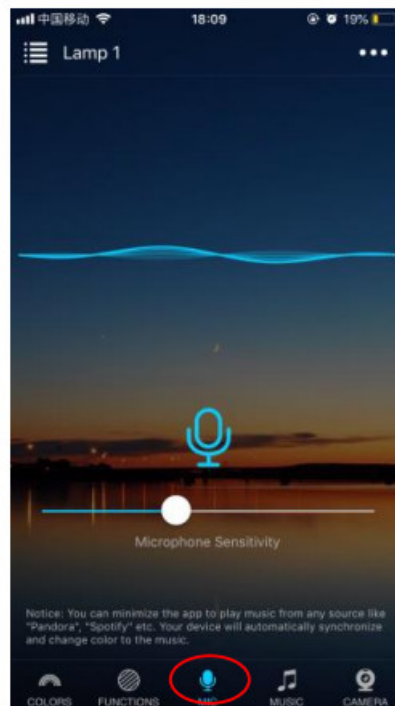 中国移动 18:09 19%
Lamp 1
Microphone Sensitivity
Notice: You can minimize the app to play music from any source like
"Pandora", "Spotify" etc. Your device will automatically synchronize
and change color to the music.
COLORS FUNCTIONS MIC MUSIC CAMERA